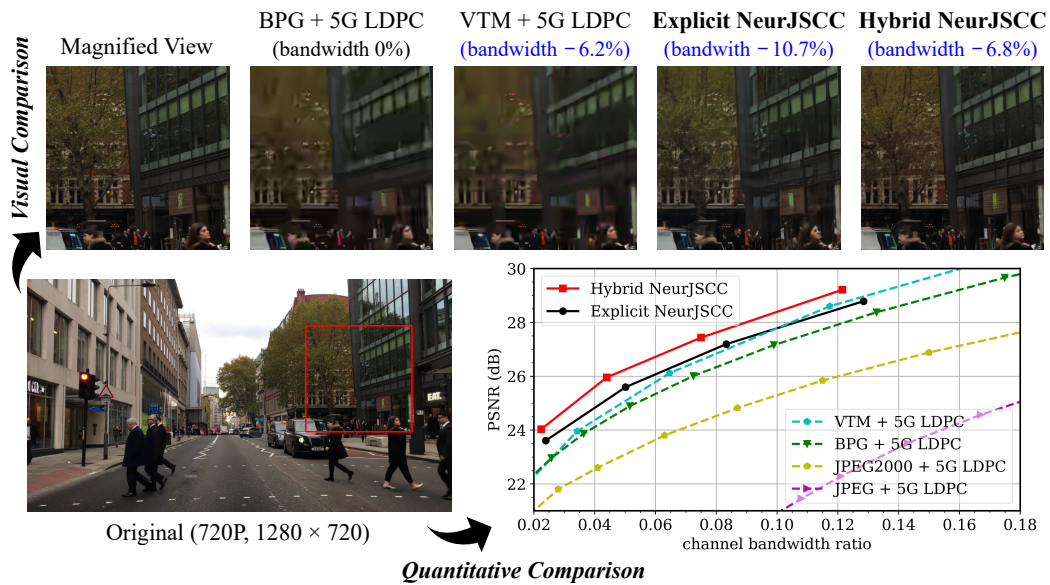 Visual Comparison
Magnified View
BPG + 5G LDPC
(bandwidth 0%)
VTM + 5G LDPC
(bandwidth −6.2%)
Explicit NeurJSCC
(bandwidth −10.7%)
Hybrid NeurJSCC
(bandwidth −6.8%)
EAT.
Original (720P, 1280 × 720)
PSNR (dB)
30
28
26
24
22
Hybrid NeurJSCC
Explicit NeurJSCC
VTM + 5G LDPC
BPG + 5G LDPC
JPEG2000 + 5G LDPC
JPEG + 5G LDPC
0.02 0.04 0.06 0.08 0.10 0.12 0.14 0.16 0.18
channel bandwidth ratio
Quantitative Comparison